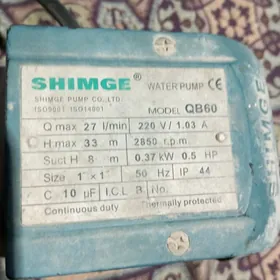 SHIMGE® WATER PUMP CE
SHIMGE PUMP CO., LTD.
ISO9001 ISO14001 MODEL QB60
Q max 27 l/min 220 V / 1.03 A
H max 33 m 2850 r.p.m.
Suct H 8 m 0.37 kW 0.5 HP
Size 1" x 1" 50 Hz IP 44
C 10 µF I.C.L B No.
Continuous duty Thermally protected